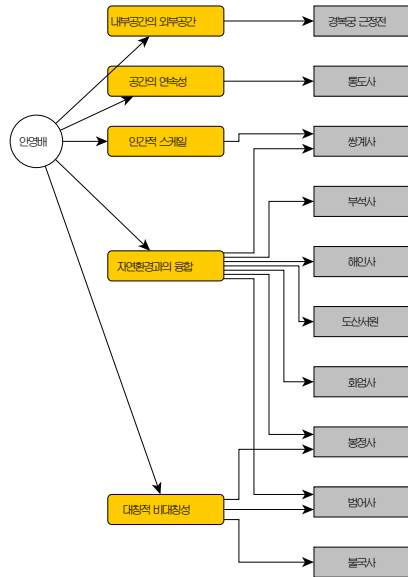 내부공간의 외부공간
경복궁 근정전
공간의 연속성
통도사
안영배
인간적 스케일
쌍계사
부석사
자연환경과의 융합
해인사
도산서원
화엄사
봉정사
대칭적 비대칭성
범어사
불국사